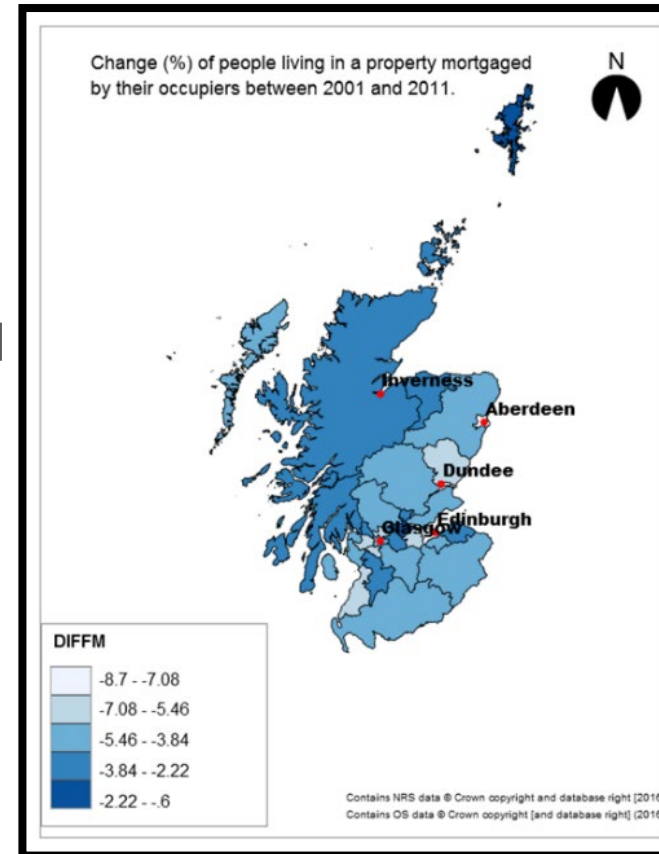 Change (%) of people living in a property mortgaged
by their occupiers between 2001 and 2011.
N
Inverness
Aberdeen
Dundee
Edinburgh
Glasgow
DIFFM
-8.7 - -7.08
-7.08 - -5.46
-5.46 - -3.84
-3.84 - -2.22
-2.22 - -.6
Contains NRS data © Crown copyright and database right [2016
Contains OS data © Crown copyright [and database right] (2016